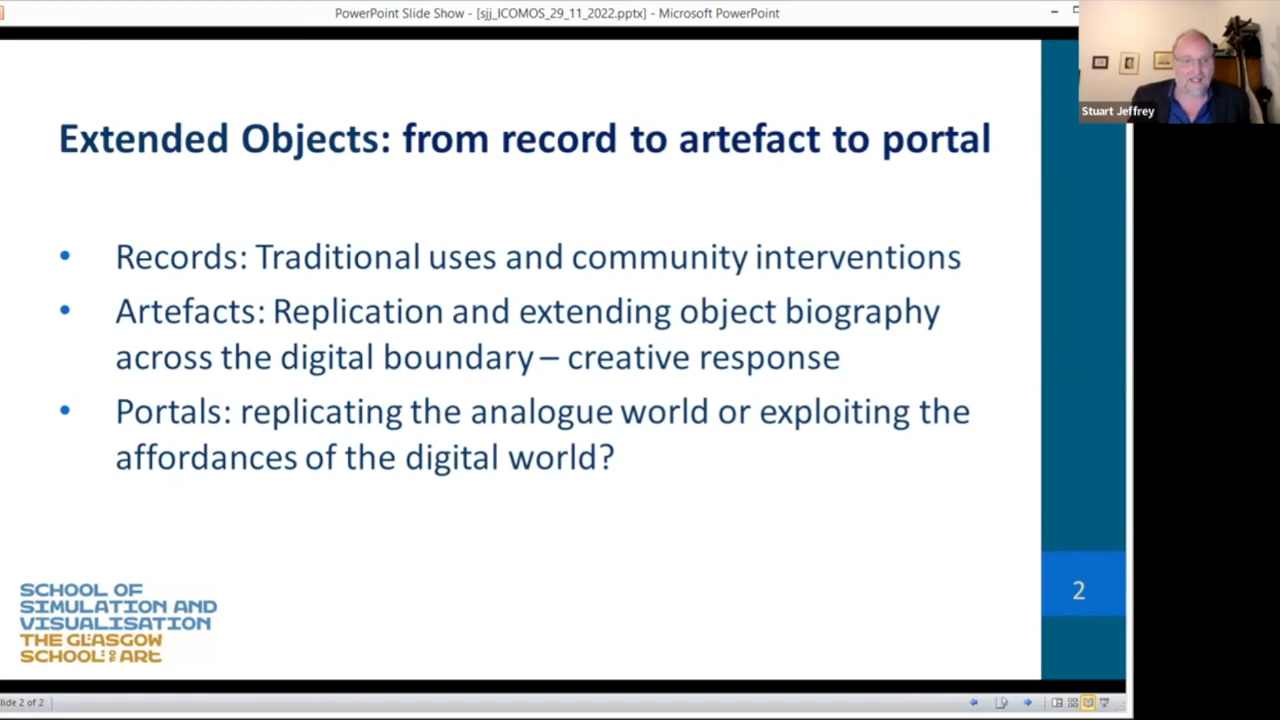 PowerPoint Slide Show - [sjj_ICOMOS_29_11_2022.pptx] - Microsoft PowerPoint
Stuart Jeffrey
Extended Objects: from record to artefact to portal
• Records: Traditional uses and community interventions
• Artefacts: Replication and extending object biography
across the digital boundary – creative response
• Portals: replicating the analogue world or exploiting the
affordances of the digital world?
2
SCHOOL OF
SIMULATION AND
VISUALISATION
THE GLASGOW
SCHOOL OF ART
lide 2 of 2